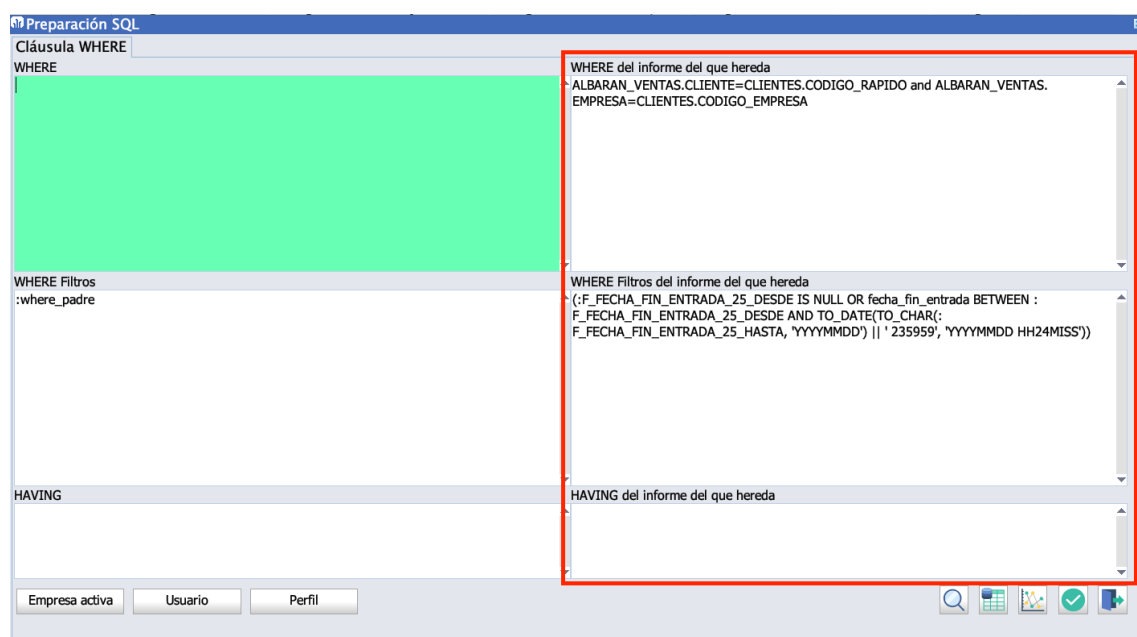 Preparación SQL
Cláusula WHERE
WHERE
WHERE del informe del que hereda
ALBARAN_VENTAS.CLIENTE=CLIENTES.CODIGO_RAPIDO and ALBARAN_VENTAS.
EMPRESA=CLIENTES.CODIGO_EMPRESA
WHERE Filtros
:where_padre
WHERE Filtros del informe del que hereda
(:F_FECHA_FIN_ENTRADA_25_DESDE IS NULL OR fecha_fin_entrada BETWEEN :
F_FECHA_FIN_ENTRADA_25_DESDE AND TO_DATE(TO_CHAR(:
F_FECHA_FIN_ENTRADA_25_HASTA, 'YYYYMMDD') || ' 235959', 'YYYYMMDD HH24MISS'))
HAVING
HAVING del informe del que hereda
Empresa activa
Usuario
Perfil